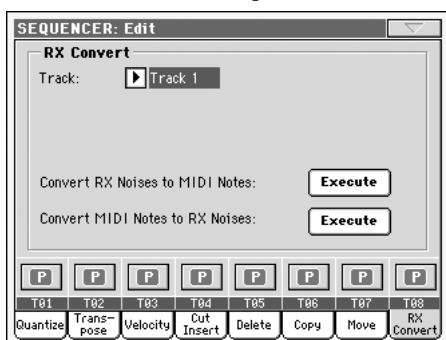 SEQUENCER: Edit
RX Convert
Track: Track 1
Convert RX Noises to MIDI Notes: Execute
Convert MIDI Notes to RX Noises: Execute
P P P P P P P P
T01 T02 T03 T04 T05 T06 T07 T08
Quantize Trans-pose Velocity Cut Insert Delete Copy Move RX Convert